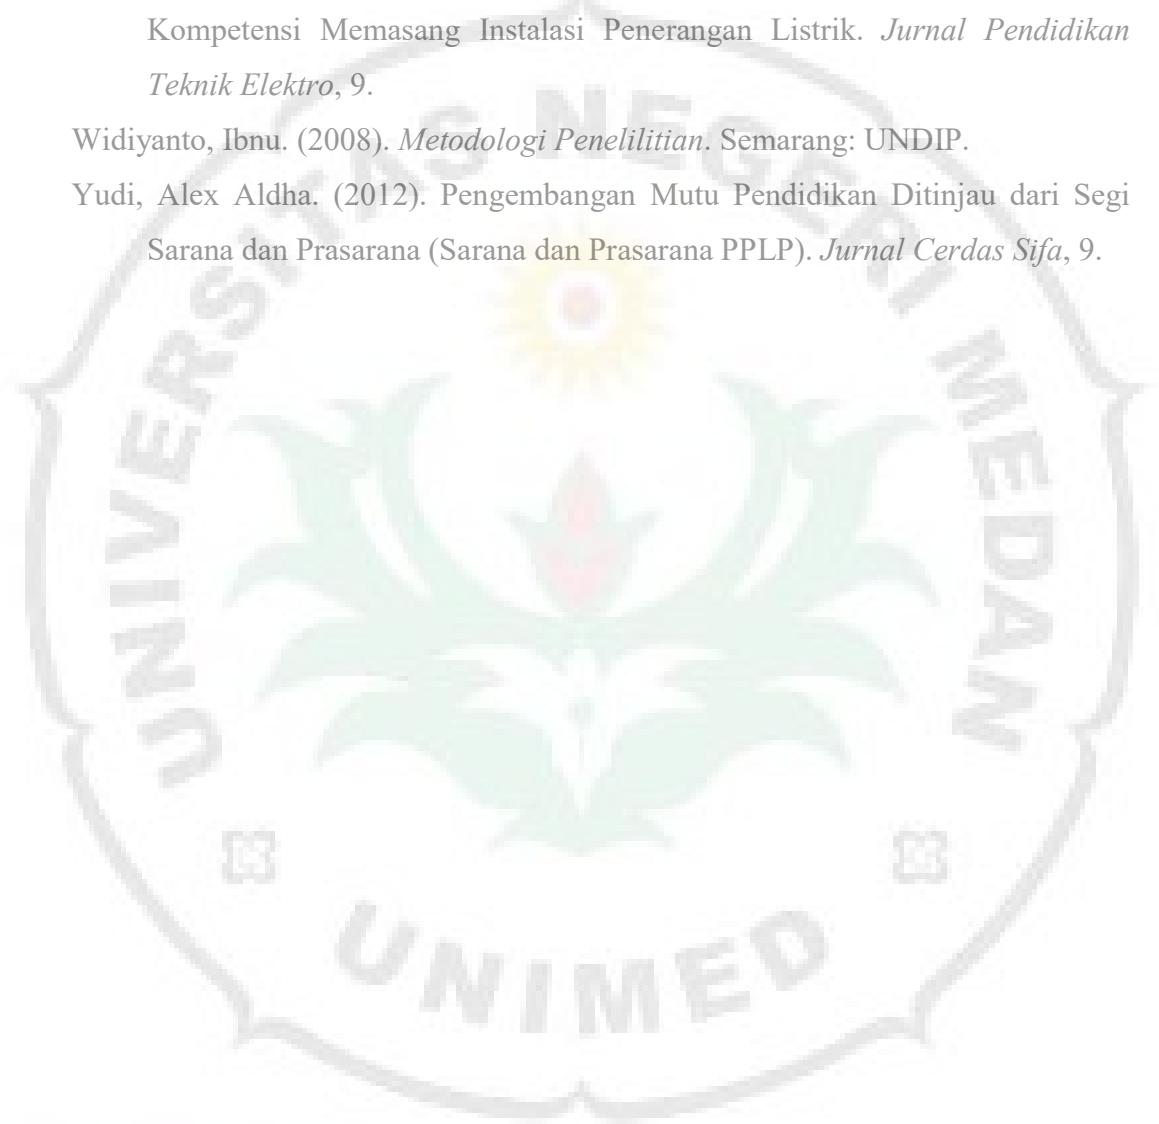 Kompetensi Memasang Instalasi Penerangan Listrik. Jurnal Pendidikan
Teknik Elektro, 9.
Widiyanto, Ibnu. (2008). Metodologi Penelilitian. Semarang: UNDIP.
Yudi, Alex Aldha. (2012). Pengembangan Mutu Pendidikan Ditinjau dari Segi
Sarana dan Prasarana (Sarana dan Prasarana PPLP). Jurnal Cerdas Sifa, 9.
UNIVERSITAS NEGERI MEDAN
UNIMED